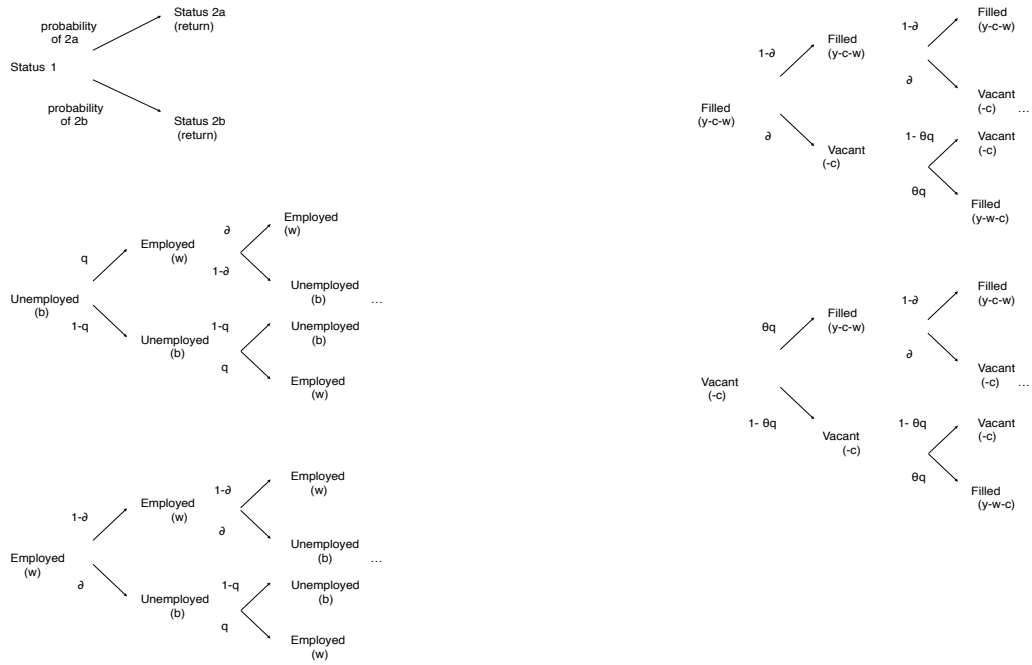 probability
of 2a
Status 2a
(return)
Status 1
probability
of 2b
Status 2b
(return)
Unemployed
(b)
q
1-q
Employed
(w)
Unemployed
(b)
∂
1-∂
1-q
q
Employed
(w)
Unemployed
(b)
...
Unemployed
(b)
Employed
(w)
Employed
(w)
1-∂
∂
Employed
(w)
Unemployed
(b)
1-∂
∂
1-q
q
Employed
(w)
Unemployed
(b)
...
Unemployed
(b)
Employed
(w)
Filled
(y-c-w)
1-∂
∂
Filled
(y-c-w)
Vacant
(-c)
1-∂
∂
1- θq
θq
Filled
(y-c-w)
Vacant
(-c)
...
Vacant
(-c)
Filled
(y-w-c)
Vacant
(-c)
θq
1- θq
Filled
(y-c-w)
Vacant
(-c)
1-∂
∂
1- θq
θq
Filled
(y-c-w)
Vacant
(-c)
...
Vacant
(-c)
Filled
(y-w-c)